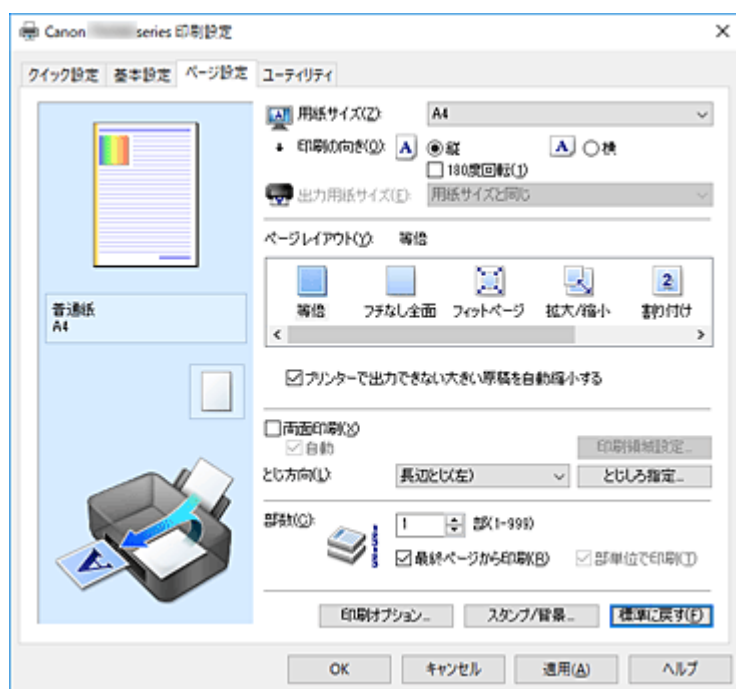 Canon series 印刷設定
クイック設定 基本設定 ページ設定 ユーティリティ
用紙サイズ(Z): A4
印刷の向き(O): A 縦 A 横
180度回転(J)
出力用紙サイズ(E): 用紙サイズと同じ
ページレイアウト(Y): 等倍
等倍 フチなし全面 フィットページ 拡大/縮小 割り付け
2
普通紙
A4
プリンターで出力できない大きい原稿を自動縮小する
両面印刷(X)
自動 印刷領域設定...
とじ方向(L): 長辺とじ(左) とじしろ指定...
部数(C): 1 部(1-999)
最終ページから印刷(R) 部単位で印刷(T)
印刷オプション... スタンプ/背景... 標準に戻す(F)
OK キャンセル 適用(A) ヘルプ